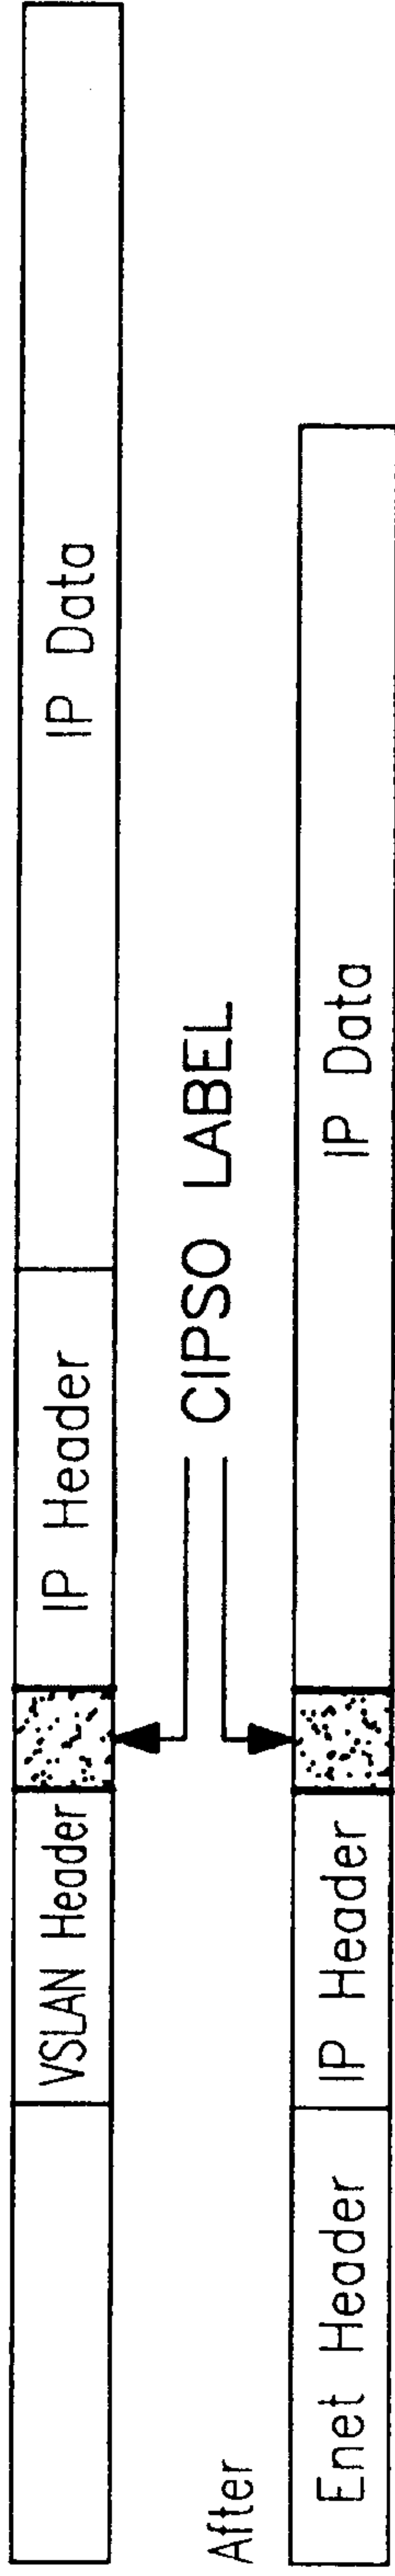 VSLAN Header
IP Header
IP Data
CIPSO LABEL
After
Enet Header
IP Header
IP Data